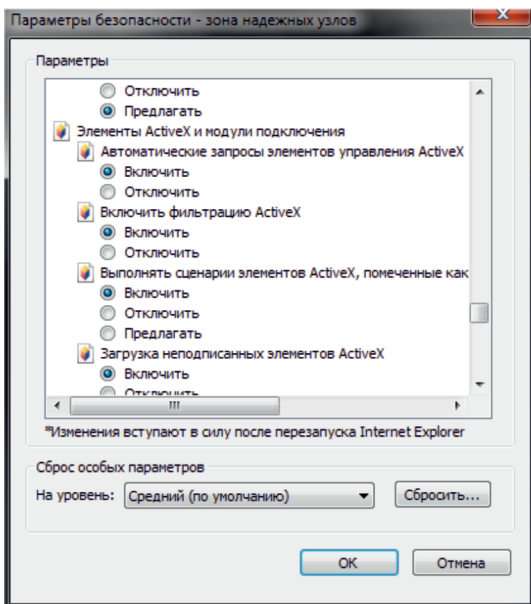 Параметры безопасности - зона надежных узлов
Параметры
Отключить
Предлагать
Элементы ActiveX и модули подключения
Автоматические запросы элементов управления ActiveX
Включить
Отключить
Включить фильтрацию ActiveX
Включить
Отключить
Выполнять сценарии элементов ActiveX, помеченные как
Включить
Отключить
Предлагать
Загрузка неподписанных элементов ActiveX
Включить
Отключить
*Изменения вступают в силу после перезапуска Internet Explorer
Сброс особых параметров
На уровень: Средний (по умолчанию) Сбросить...
OK Отмена